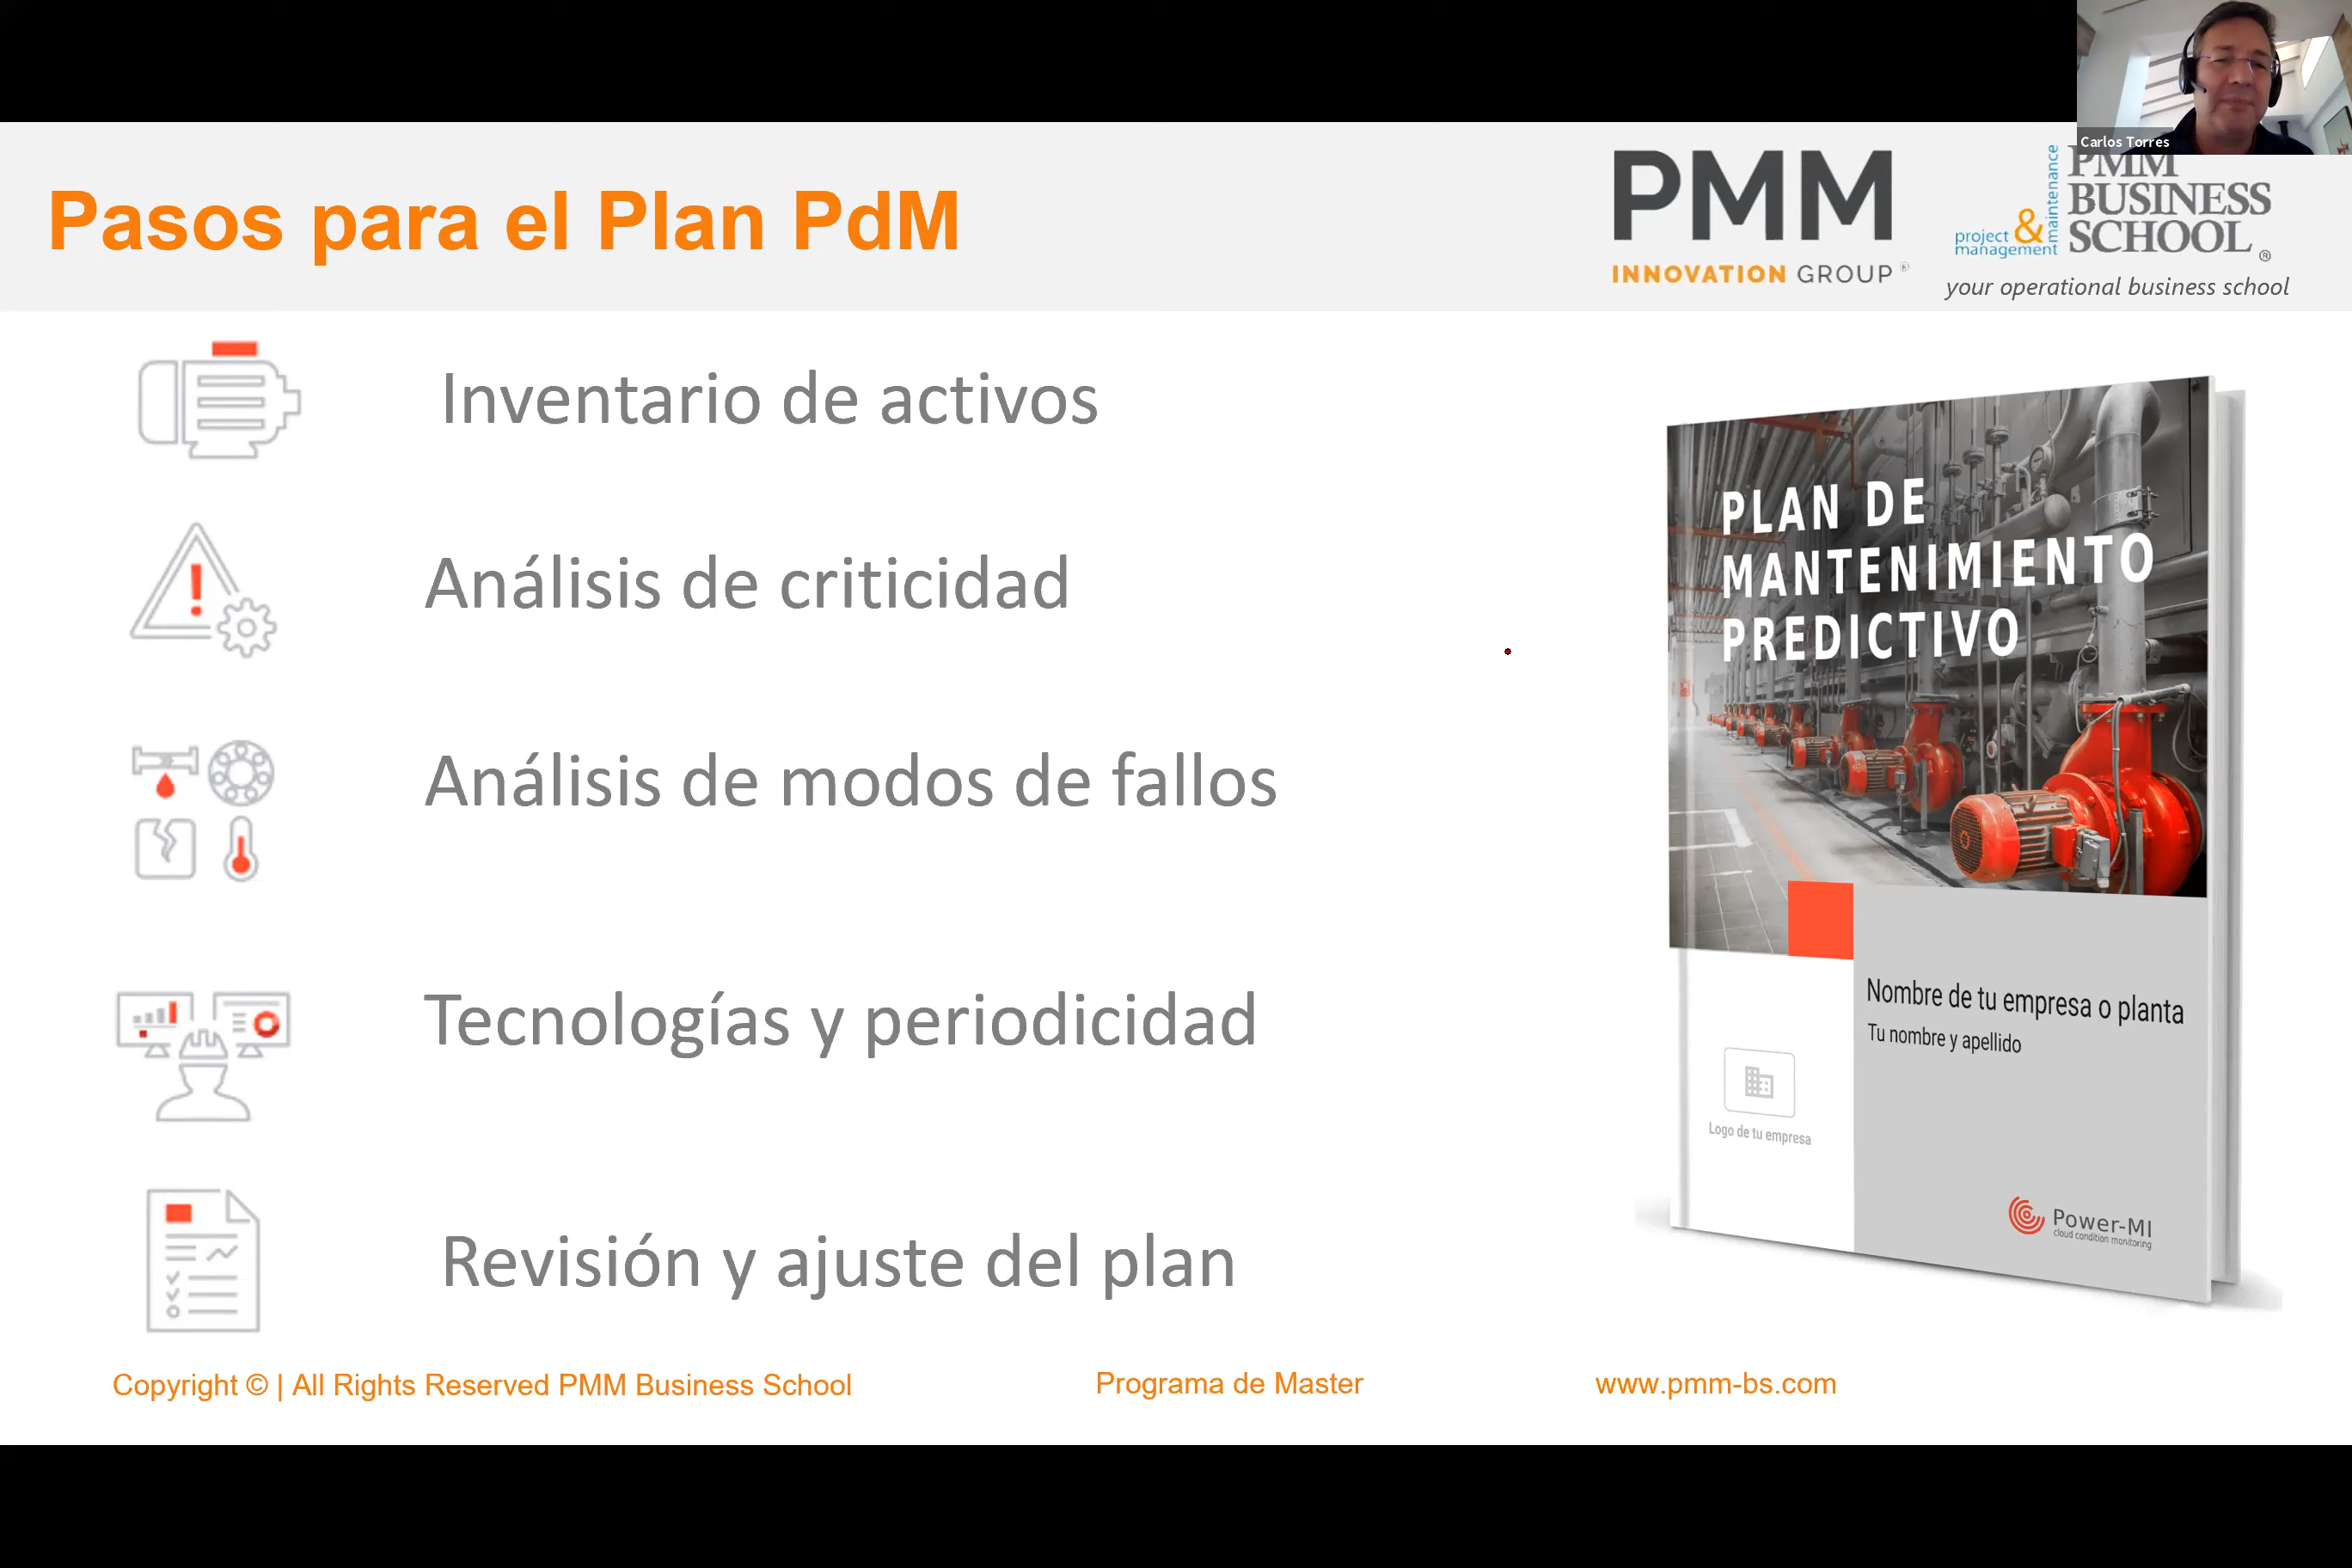 Carlos Torres
Pasos para el Plan PdM
PMM
INNOVATION GROUP®
project & management
maintenance
PMM
BUSINESS
SCHOOL®
your operational business school
Inventario de activos
Análisis de criticidad
Análisis de modos de fallos
Tecnologías y periodicidad
Revisión y ajuste del plan
PLAN DE
MANTENIMIENTO
PREDICTIVO
Nombre de tu empresa o planta
Tu nombre y apellido
Logo de tu empresa
Power-MI
cloud condition monitoring
Copyright © | All Rights Reserved PMM Business School
Programa de Master
www.pmm-bs.com